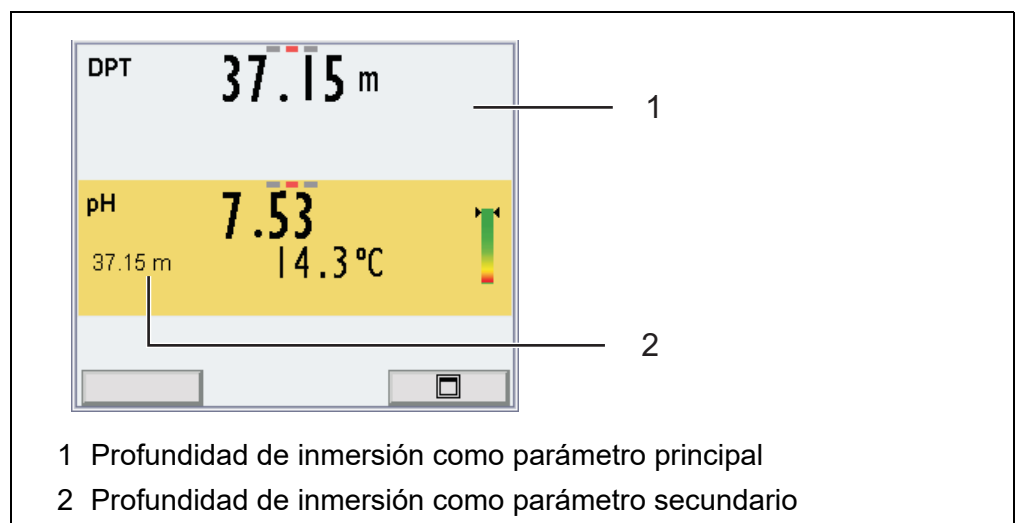 DPT 37.15 m
1
pH 7.53
37.15 m 14.3°C
2
1 Profundidad de inmersión como parámetro principal
2 Profundidad de inmersión como parámetro secundario